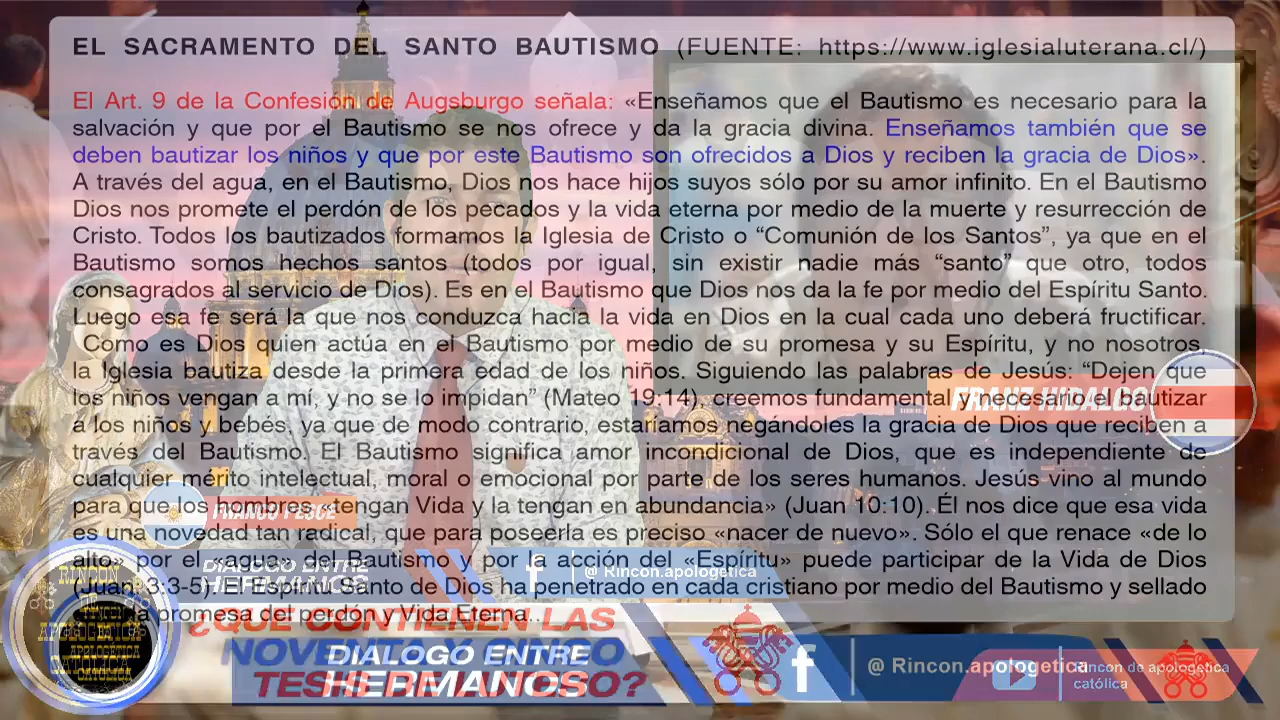 EL SACRAMENTO DEL SANTO BAUTISMO (FUENTE: https://www.iglesialuterana.cl/)
El Art. 9 de la Confesión de Augsburgo señala: «Enseñamos que el Bautismo es necesario para la
salvación y que por el Bautismo se nos ofrece y da la gracia divina. Enseñamos también que se
deben bautizar los niños y que por este Bautismo son ofrecidos a Dios y reciben la gracia de Dios».
A través del agua, en el Bautismo, Dios nos hace hijos suyos sólo por su amor infinito. En el Bautismo
Dios nos promete el perdón de los pecados y la vida eterna por medio de la muerte y resurrección de
Cristo. Todos los bautizados formamos la Iglesia de Cristo o “Comunión de los Santos”, ya que en el
Bautismo somos hechos santos (todos por igual, sin existir nadie más “santo” que otro, todos
consagrados al servicio de Dios). Es en el Bautismo que Dios nos da la fe por medio del Espíritu Santo.
Luego esa fe será la que nos conduzca hacia la vida en Dios en la cual cada uno deberá fructificar.
Como es Dios quien actúa en el Bautismo por medio de su promesa y su Espíritu, y no nosotros,
la Iglesia bautiza desde la primera edad de los niños. Siguiendo las palabras de Jesús: “Dejen que
los niños vengan a mí, y no se lo impidan” (Mateo 19:14), creemos fundamental y necesario el bautizar
a los niños y bebés, ya que de modo contrario, estaríamos negándoles la gracia de Dios que reciben a
través del Bautismo. El Bautismo significa amor incondicional de Dios, que es independiente de
cualquier mérito intelectual, moral o emocional por parte de los seres humanos. Jesús vino al mundo
para que los hombres «tengan Vida y la tengan en abundancia» (Juan 10:10). Él nos dice que esa vida
es una novedad tan radical, que para poseerla es preciso «nacer de nuevo». Sólo el que renace «de lo
alto» por el «agua» del Bautismo y por la acción del «Espíritu» puede participar de la Vida de Dios
(Juan 3:3-5). El Espíritu Santo de Dios ha penetrado en cada cristiano por medio del Bautismo y sellado
promesa del perdón y Vida Eterna..
FRANZ HIDALGO
FRANCO PESCE
DIALOGO ENTRE
HERMANOS
@ Rincon.apologetica
¿QUE CONTIENEN LAS
TESIS DE LUTERO?
DIALOGO ENTRE
HERMANOS
@ Rincon.apologetica
Rincon de apologetica
católica
RINCON
DE
APOLOGETICA
CATOLICA